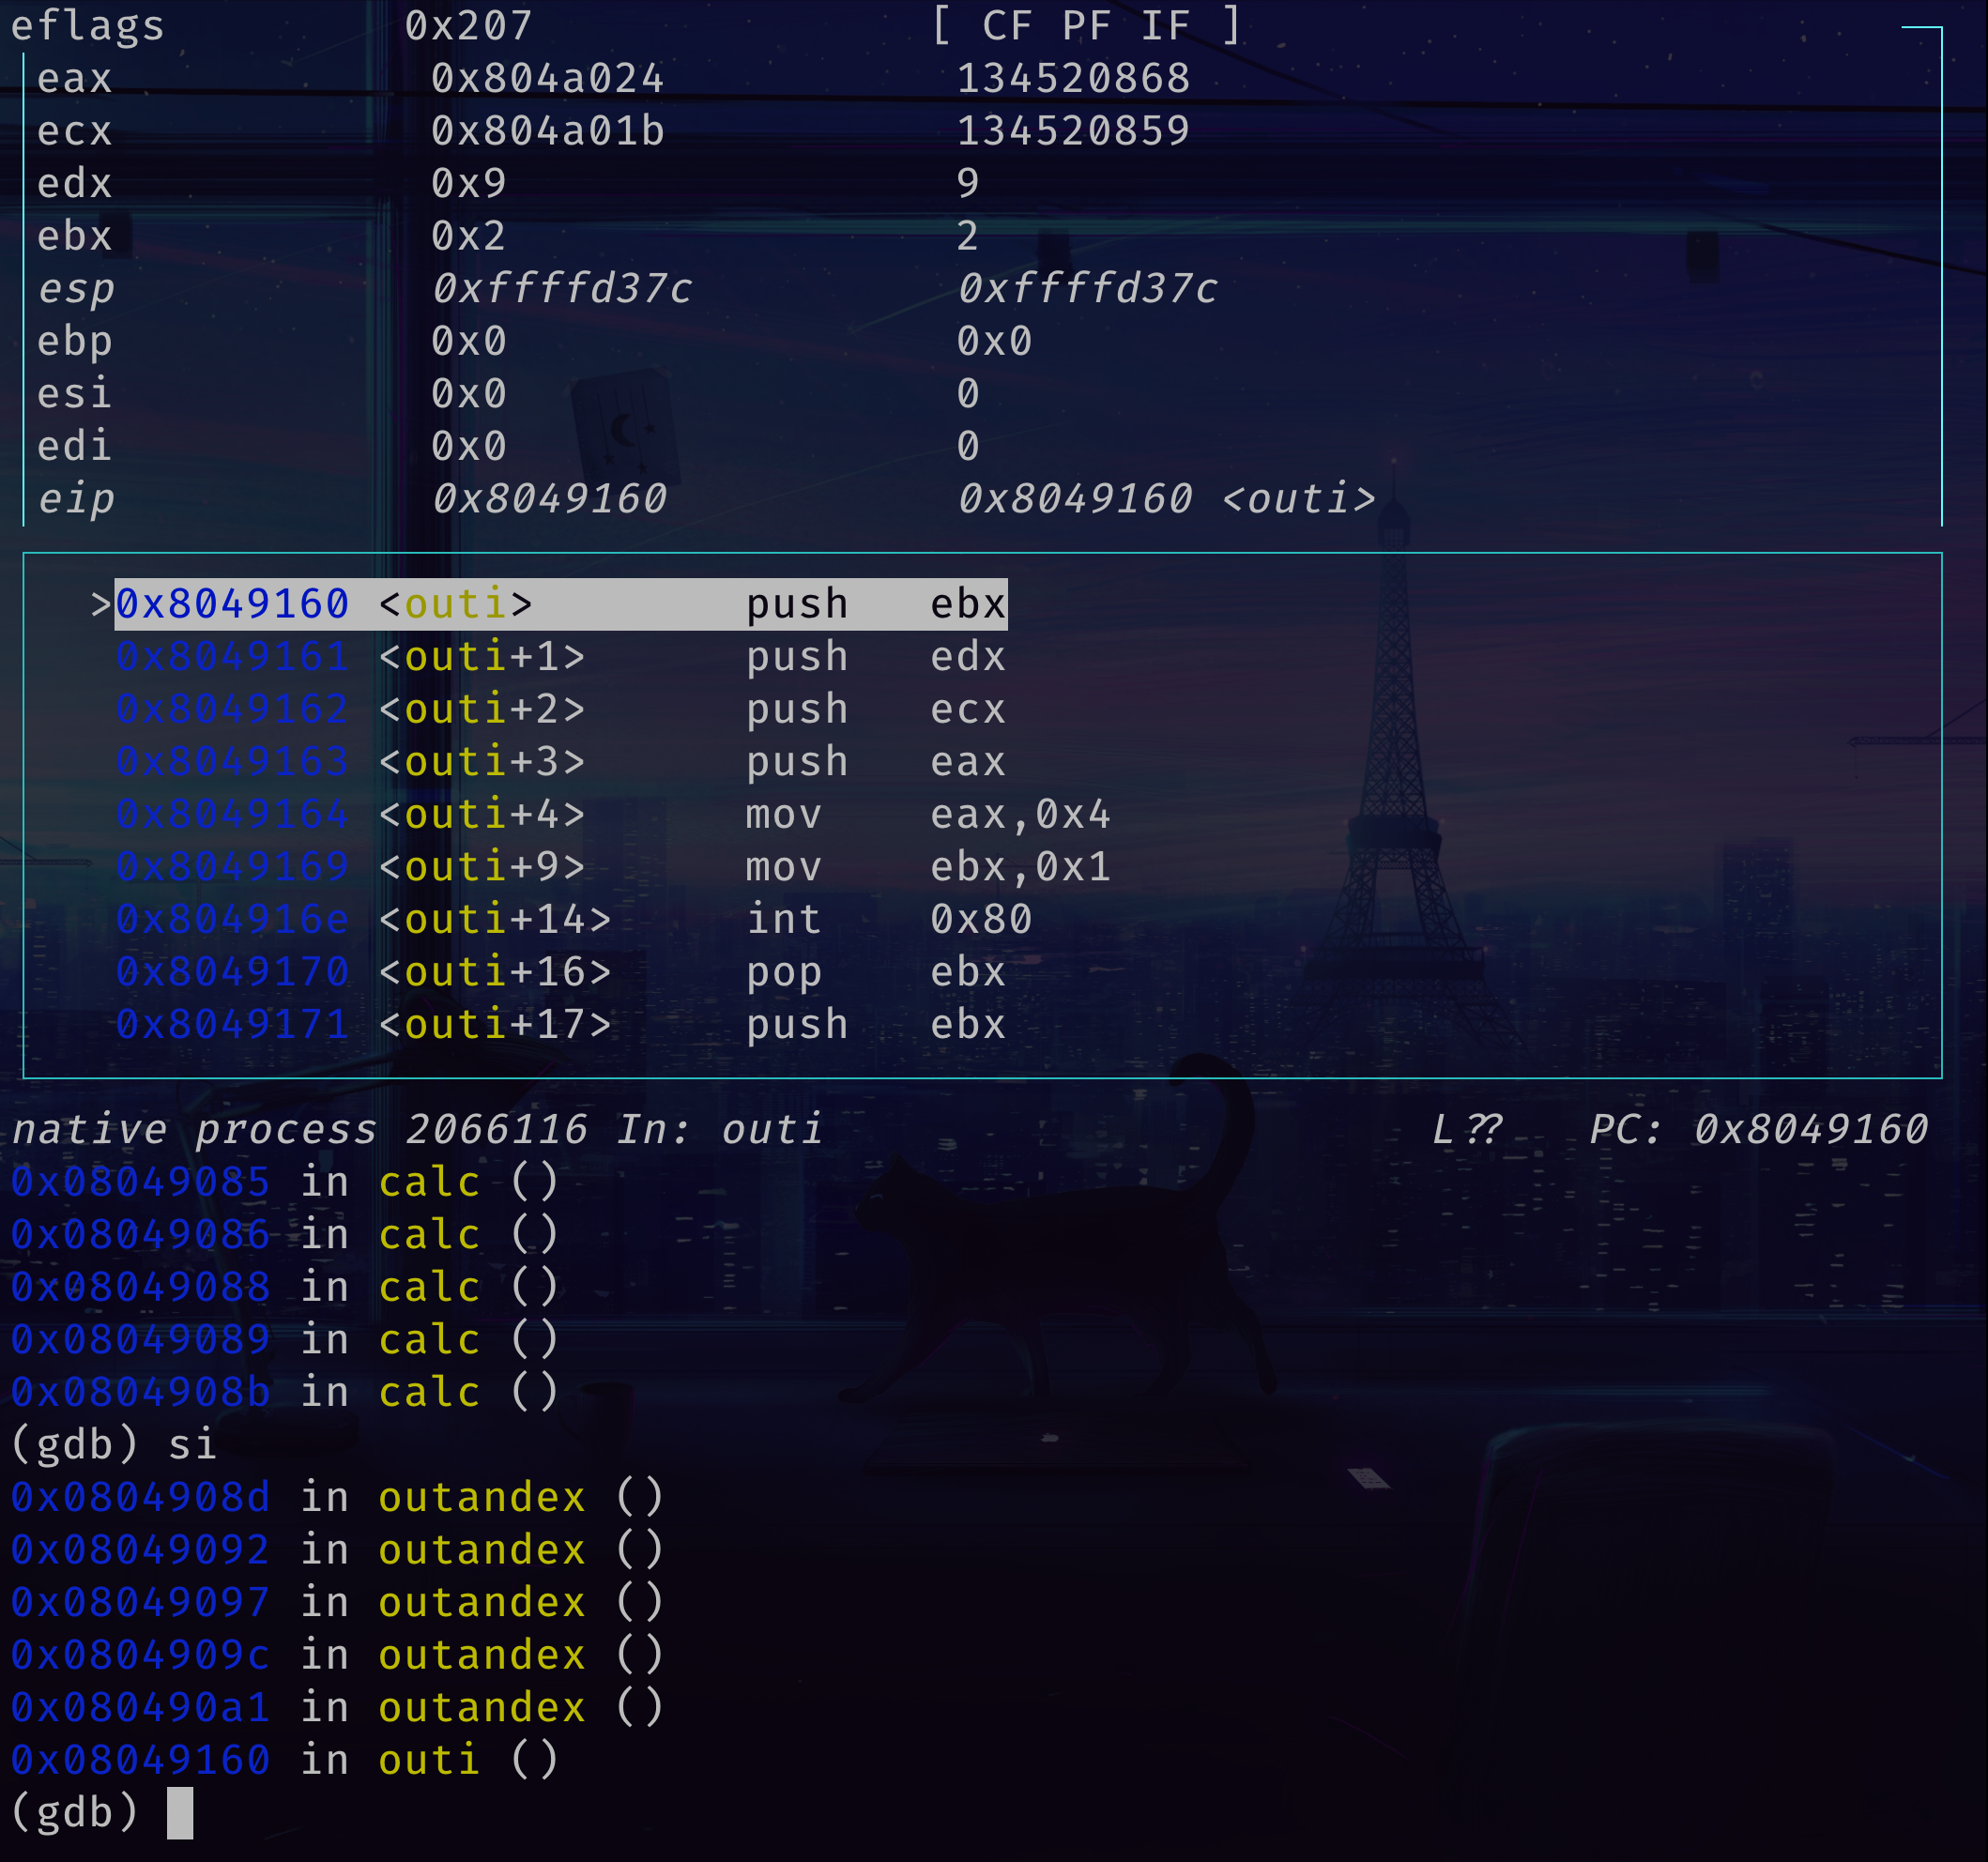 eflags 0x207 [ CF PF IF ]
eax 0x804a024 134520868
ecx 0x804a01b 134520859
edx 0x9 9
ebx 0x2 2
esp 0xffffd37c 0xffffd37c
ebp 0x0 0x0
esi 0x0 0
edi 0x0 0
eip 0x8049160 0x8049160 <outi>
>0x8049160 <outi> push ebx
0x8049161 <outi+1> push edx
0x8049162 <outi+2> push ecx
0x8049163 <outi+3> push eax
0x8049164 <outi+4> mov eax,0x4
0x8049169 <outi+9> mov ebx,0x1
0x804916e <outi+14> int 0x80
0x8049170 <outi+16> pop ebx
0x8049171 <outi+17> push ebx
native process 2066116 In: outi L?? PC: 0x8049160
0x08049085 in calc ()
0x08049086 in calc ()
0x08049088 in calc ()
0x08049089 in calc ()
0x0804908b in calc ()
(gdb) si
0x0804908d in outandex ()
0x08049092 in outandex ()
0x08049097 in outandex ()
0x0804909c in outandex ()
0x080490a1 in outandex ()
0x08049160 in outi ()
(gdb)